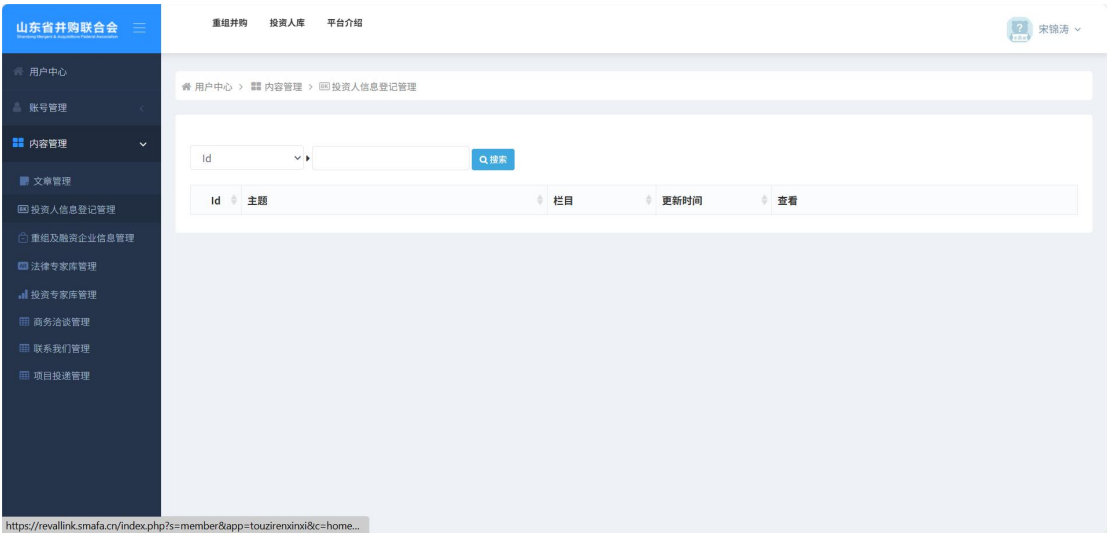 山东省并购联合会
Shandong Mergers & Acquisitions Federal Association
重组并购 投资人库 平台介绍
宋锦涛
用户中心
账号管理
内容管理
文章管理
投资人信息登记管理
重组及融资企业信息管理
法律专家库管理
投资专家库管理
商务洽谈管理
联系我们管理
项目投递管理
用户中心 > 内容管理 > 投资人信息登记管理
Id
搜索
Id 主题 栏目 更新时间 查看
https://revallink.smafa.cn/index.php?s=member&app=touzirenxinxi&c=home...